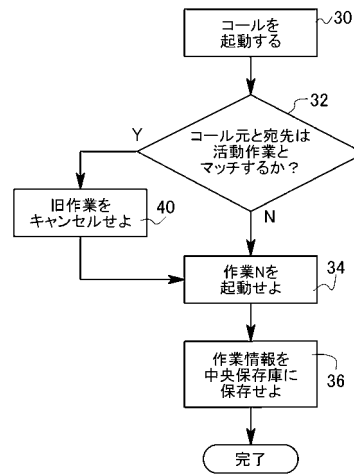 コールを
起動する
30
32
コール元と宛先は
活動作業と
マッチするか？
Y
N
旧作業を
キャンセルせよ
40
作業Nを
起動せよ
34
作業情報を
中央保存庫に
保存せよ
36
完了